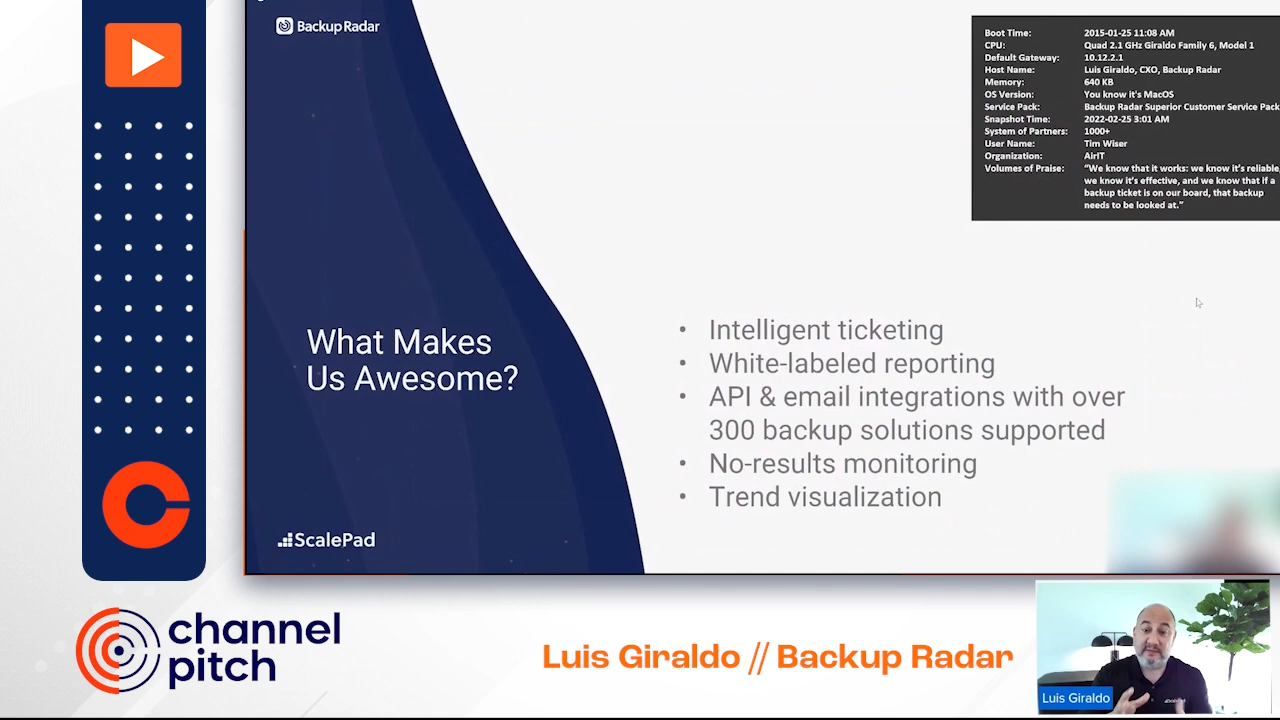 Backup Radar
Boot Time: 2015-01-25 11:08 AM
CPU: Quad 2.1 GHz Giraldo Family 6, Model 1
Default Gateway: 10.12.2.1
Host Name: Luis Giraldo, CXO, Backup Radar
Memory: 640 KB
OS Version: You know it's MacOS
Service Pack: Backup Radar Superior Customer Service Pack
Snapshot Time: 2022-02-25 3:01 AM
System of Partners: 1000+
User Name: Tim Wiser
Organization: AirIT
Volumes of Praise: “We know that it works: we know it’s reliable,
we know it’s effective, and we know that if a
backup ticket is on our board, that backup
needs to be looked at.”
What Makes
Us Awesome?
• Intelligent ticketing
• White-labeled reporting
• API & email integrations with over
300 backup solutions supported
• No-results monitoring
• Trend visualization
ScalePad
channel
pitch
Luis Giraldo // Backup Radar
Luis Giraldo